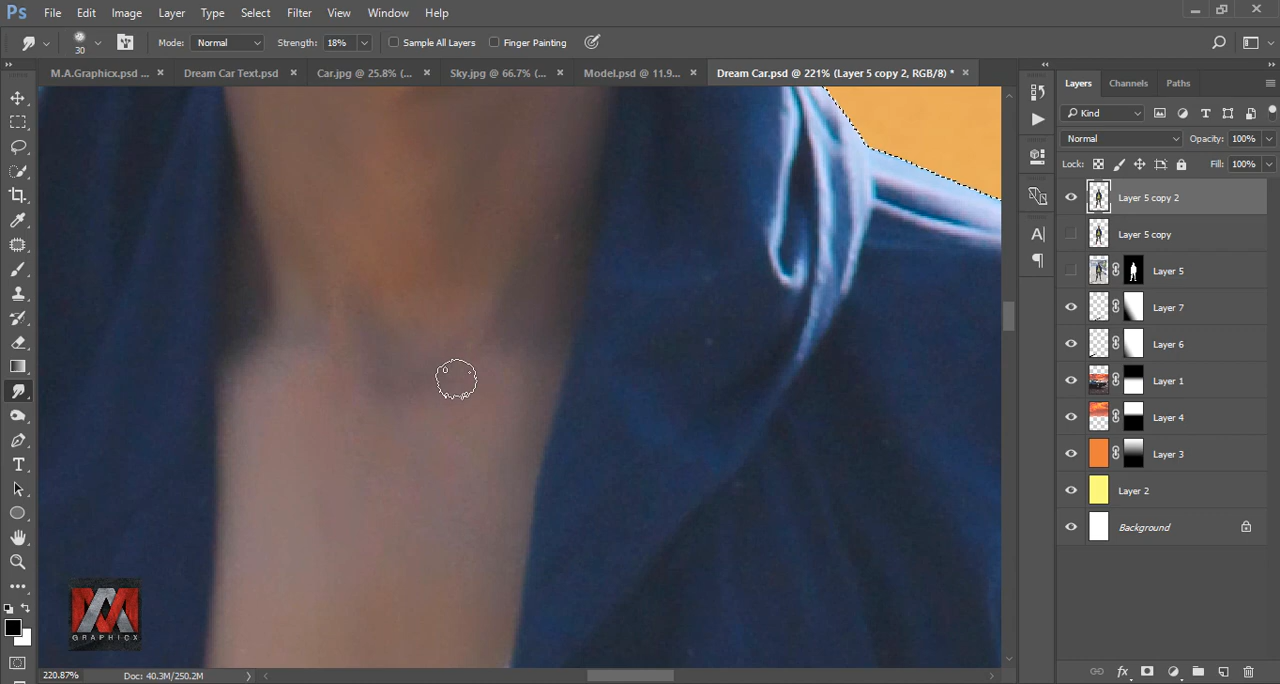 Ps File Edit Image Layer Type Select Filter View Window Help
30 Mode: Normal Strength: 18% Sample All Layers Finger Painting
M.A.Graphicx.psd ... × Dream Car Text.psd × Car.jpg @ 25.8% (... × Sky.jpg @ 66.7% (... × Model.psd @ 11.9... × Dream Car.psd @ 221% (Layer 5 copy 2, RGB/8) * ×
Layers Channels Paths
Kind
Normal Opacity: 100%
Lock: Fill: 100%
Layer 5 copy 2
Layer 5 copy
Layer 5
Layer 7
Layer 6
Layer 1
Layer 4
Layer 3
Layer 2
Background
MA
GRAPHICX
220.87% Doc: 40.3M/250.2M